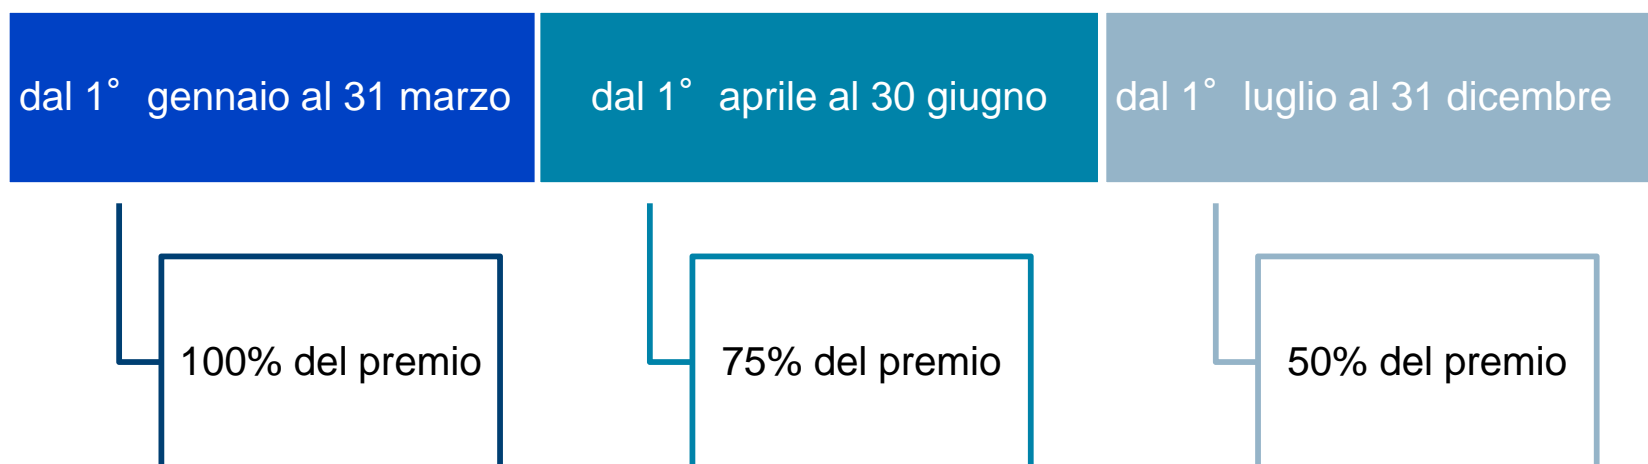 dal 1° gennaio al 31 marzo
dal 1° aprile al 30 giugno
dal 1° luglio al 31 dicembre
100% del premio
75% del premio
50% del premio